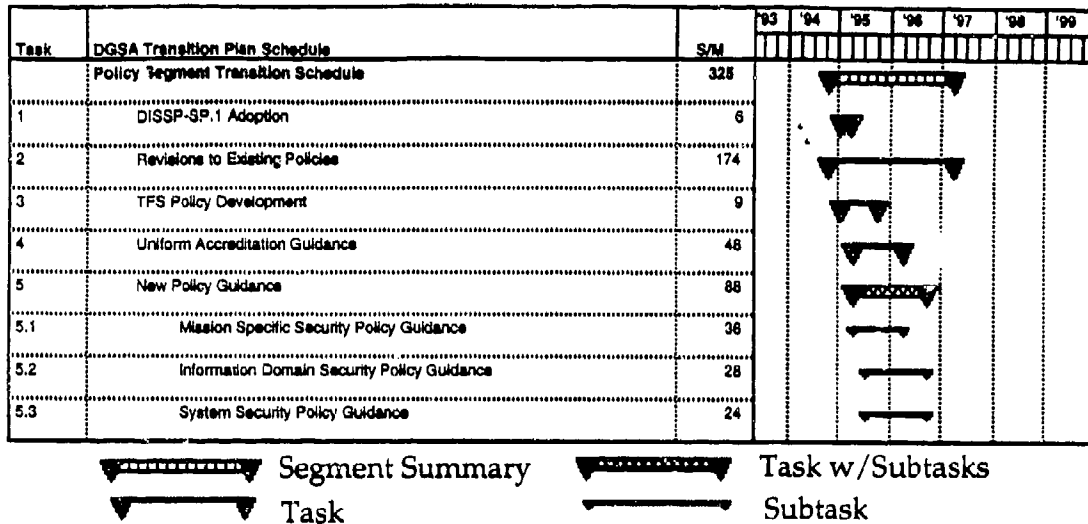 '93 '94 '95 '96 '97 '98 '99
Task DGSA Transition Plan Schedule S/M
Policy Segment Transition Schedule 325
1 DISSP-SP.1 Adoption 6
2 Revisions to Existing Policies 174
3 TFS Policy Development 9
4 Uniform Accreditation Guidance 48
5 New Policy Guidance 88
5.1 Mission Specific Security Policy Guidance 36
5.2 Information Domain Security Policy Guidance 28
5.3 System Security Policy Guidance 24
Segment Summary Task w/Subtasks
Task Subtask